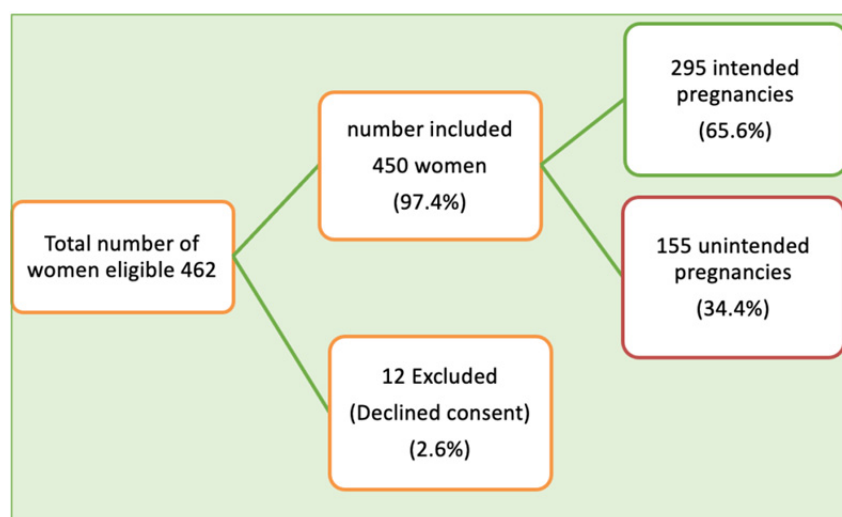 Total number of
women eligible 462
number included
450 women
(97.4%)
12 Excluded
(Declined consent)
(2.6%)
295 intended
pregnancies
(65.6%)
155 unintended
pregnancies
(34.4%)